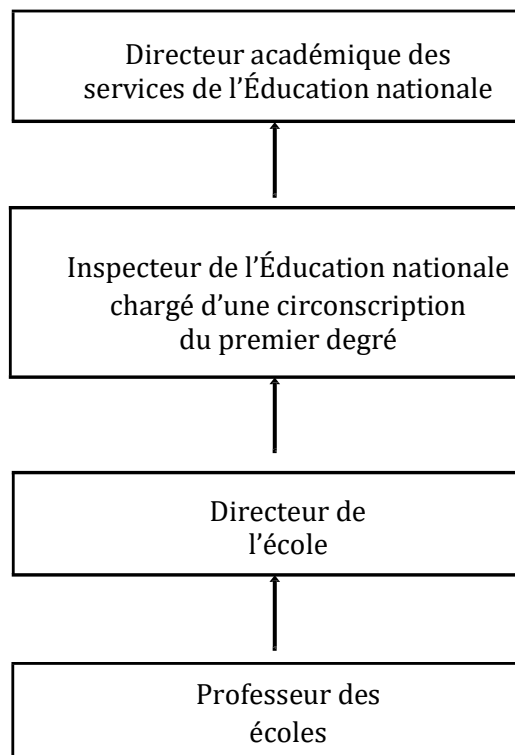 Directeur académique des
services de l’Éducation nationale
Inspecteur de l’Éducation nationale
chargé d’une circonscription
du premier degré
Directeur de
l’école
Professeur des
écoles